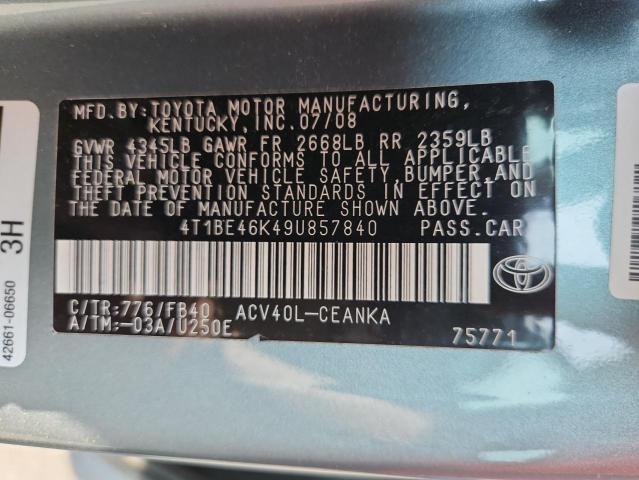 MFD. BY: TOYOTA MOTOR MANUFACTURING,
KENTUCKY, INC. 07/08
GVWR 4345LB GAWR FR 2668LB RR 2359LB
THIS VEHICLE CONFORMS TO ALL APPLICABLE
FEDERAL MOTOR VEHICLE SAFETY, BUMPER, AND
THEFT PREVENTION STANDARDS IN EFFECT ON
THE DATE OF MANUFACTURE SHOWN ABOVE.
4T1BE46K49U857840 PASS. CAR
C/TR: 776/FB40 ACV40L-CEANKA
A/TM: -03A/U250E 75771
3H
42661-06650